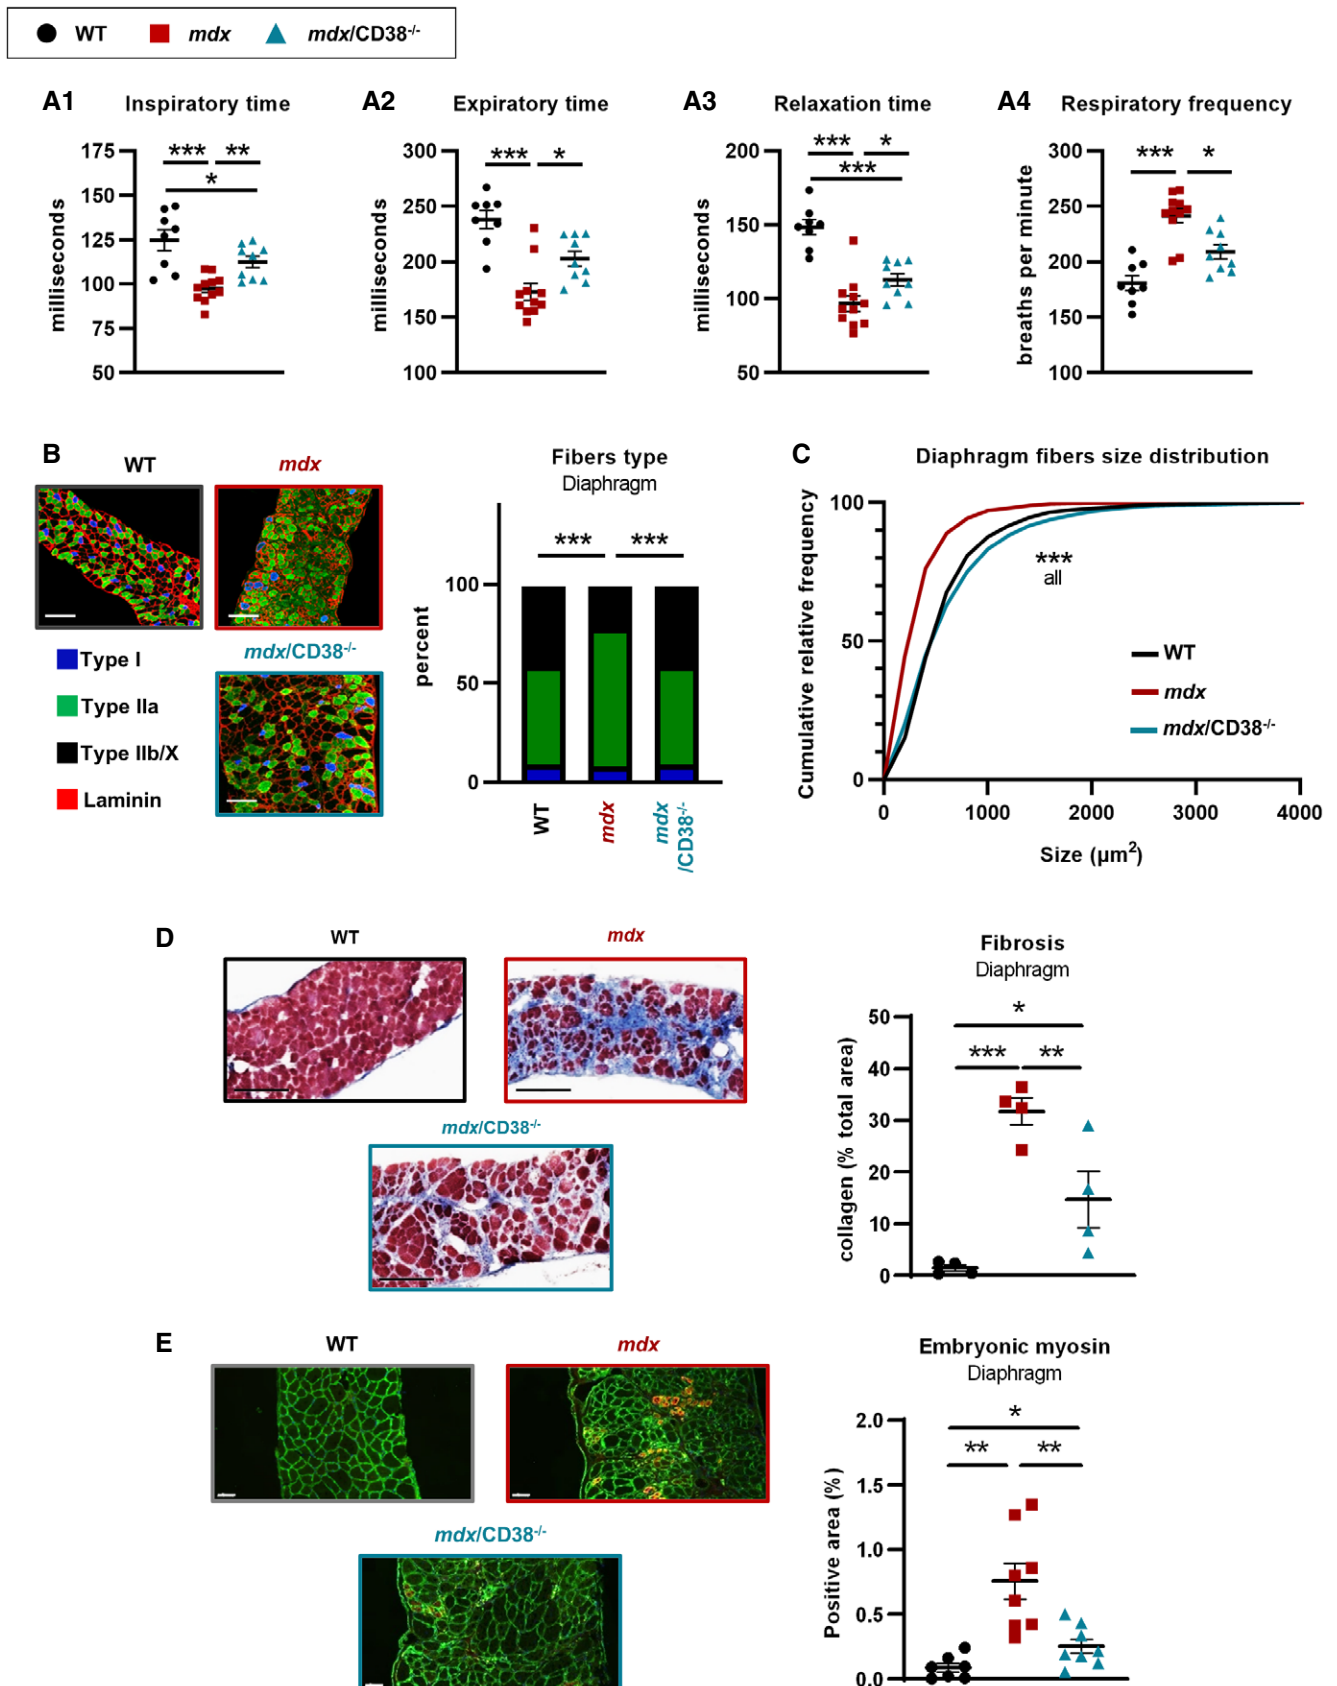 WT mdx mdx/CD38-/-
A1 Inspiratory time
milliseconds
175
150
125
100
75
50
*** **
*
A2 Expiratory time
milliseconds
300
250
200
150
100
*** *
A3 Relaxation time
milliseconds
200
150
100
50
*** *
***
A4 Respiratory frequency
breaths per minute
300
250
200
150
100
*** *
B
WT
mdx
mdx/CD38-/-
Type I
Type IIa
Type IIb/X
Laminin
Fibers type
Diaphragm
percent
100
50
0
*** ***
WT
mdx
mdx
/CD38-/-
C Diaphragm fibers size distribution
Cumulative relative frequency
100
50
0
***
all
WT
mdx
mdx/CD38-/-
0 1000 2000 3000 4000
Size (µm2)
D
WT
mdx
mdx/CD38-/-
Fibrosis
Diaphragm
collagen (% total area)
50
40
30
20
10
0
*
*** **
E
WT
mdx
mdx/CD38-/-
Embryonic myosin
Diaphragm
Positive area (%)
2.0
1.5
1.0
0.5
0.0
*
** **